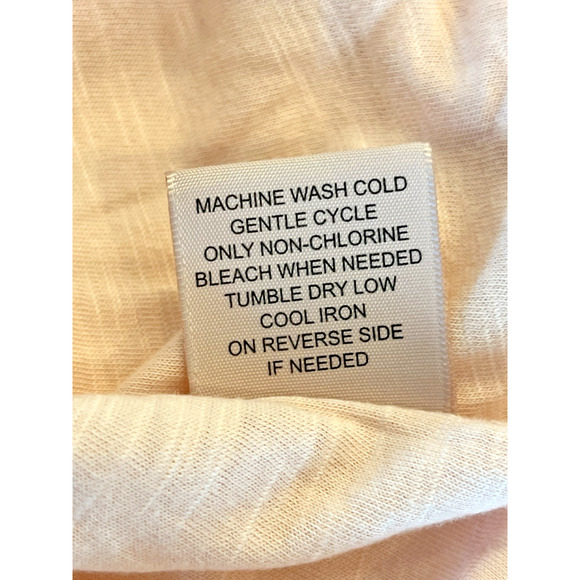 MACHINE WASH COLD
GENTLE CYCLE
ONLY NON-CHLORINE
BLEACH WHEN NEEDED
TUMBLE DRY LOW
COOL IRON
ON REVERSE SIDE
IF NEEDED